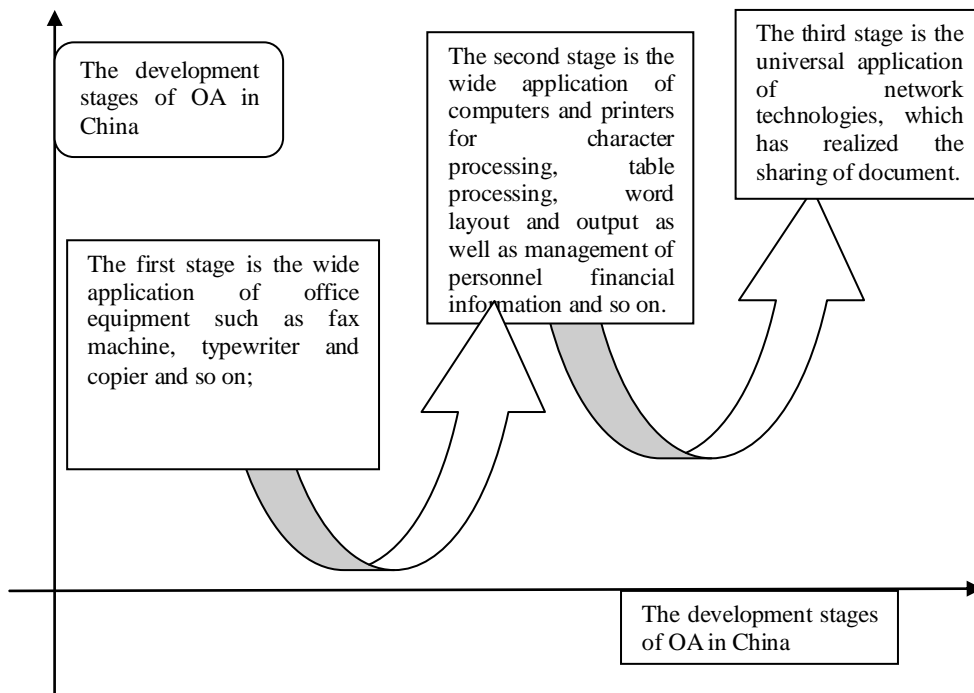 The development
stages of OA in
China
The first stage is the wide
application of office
equipment such as fax
machine, typewriter and
copier and so on;
The second stage is the
wide application of
computers and printers
for character
processing, table
processing, word
layout and output as
well as management of
personnel financial
information and so on.
The third stage is the
universal application
of network
technologies, which
has realized the
sharing of document.
The development stages
of OA in China